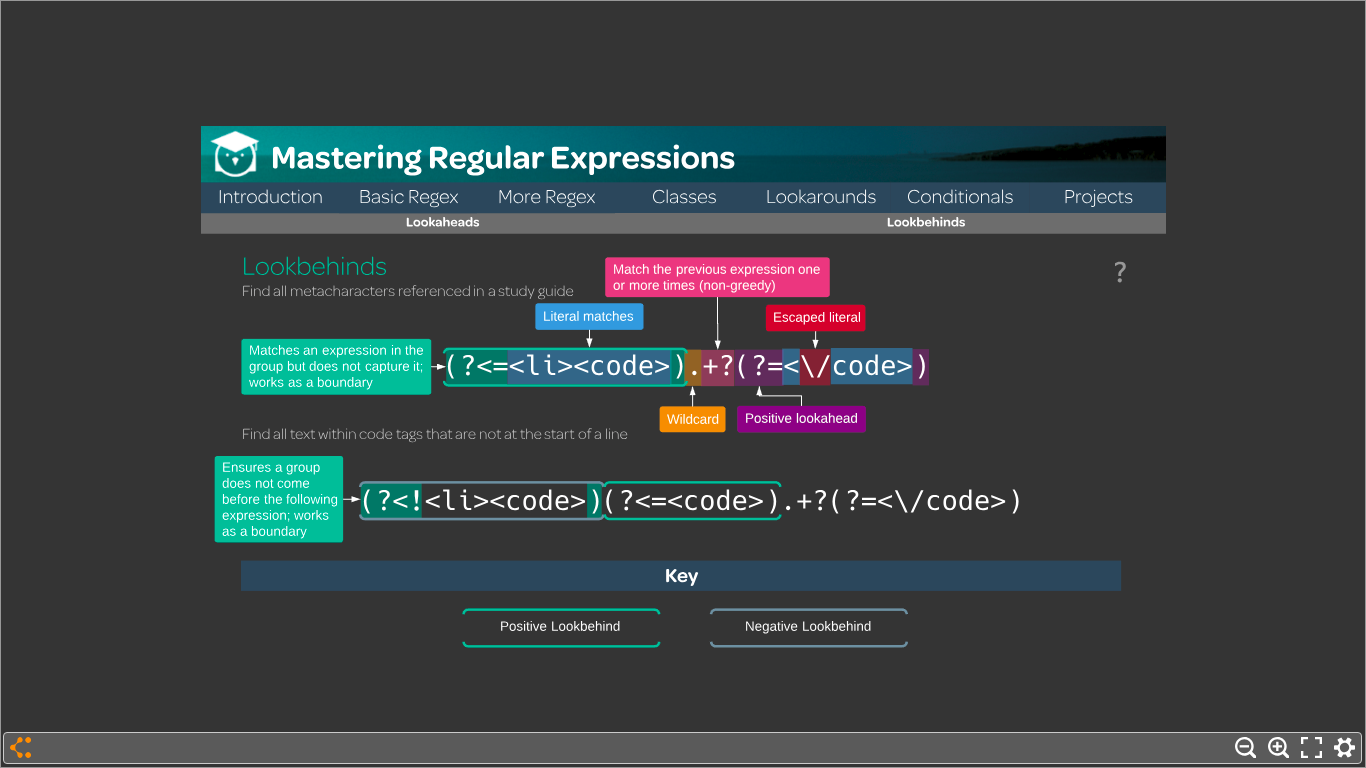 Mastering Regular Expressions
Introduction Basic Regex More Regex Classes Lookarounds Conditionals Projects
Lookaheads Lookbehinds
Lookbehinds
?
Find all metacharacters referenced in a study guide
Match the previous expression one
or more times (non-greedy)
Literal matches
Escaped literal
Matches an expression in the
group but does not capture it;
works as a boundary
(?<=<li><code>).+?(?=<\/code>)
Wildcard
Positive lookahead
Find all text within code tags that are not at the start of a line
Ensures a group
does not come
before the following
expression; works
as a boundary
(?<!<li><code>)(?<=<code>).+?(?=<\/code>)
Key
Positive Lookbehind
Negative Lookbehind